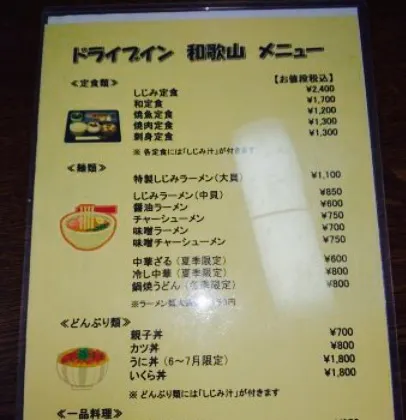 ドライブイン 和歌山 メニュー
≪定食類≫ 【お値段税込】
しじみ定食 ¥2,400
和定食 ¥1,700
焼魚定食 ¥1,200
焼肉定食 ¥1,300
刺身定食 ¥1,300
※ 各定食には「しじみ汁」が付きます
≪麺類≫
特製しじみラーメン(大貝) ¥1,100
しじみラーメン(中貝) ¥850
醤油ラーメン ¥600
チャーシューメン ¥750
味噌ラーメン ¥700
味噌チャーシューメン ¥750
中華ざる(夏季限定) ¥600
冷し中華(夏季限定) ¥800
鍋焼うどん(冬季限定) ¥800
※ラーメン類大
≪どんぶり類≫
親子丼 ¥700
カツ丼 ¥800
うに丼(6~7月限定) ¥1,800
いくら丼 ¥1,800
※ どんぶり類には「しじみ汁」が付きます
≪一品料理≫